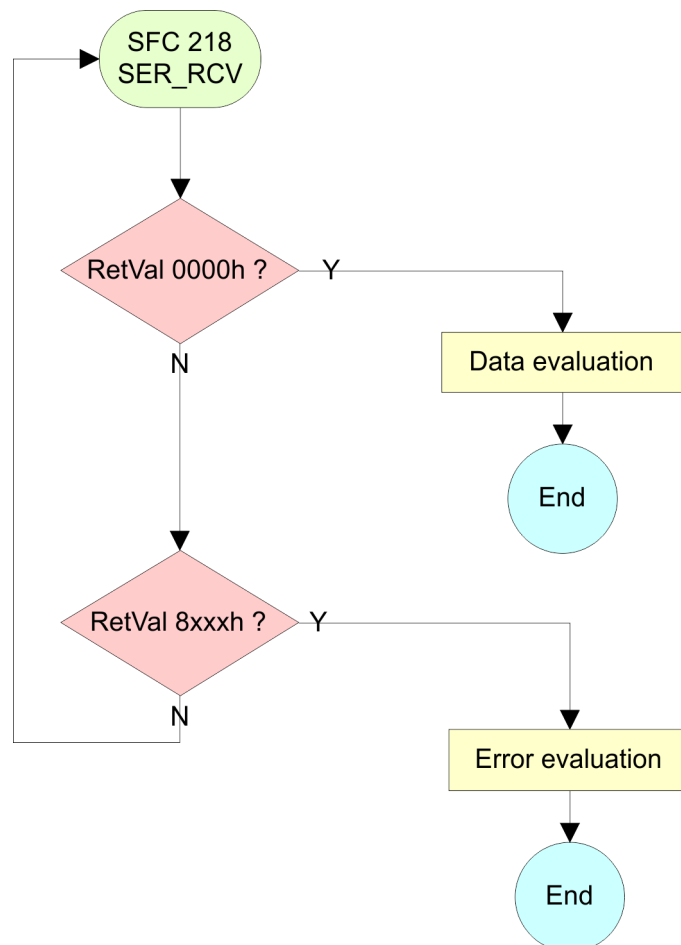 SFC 218
SER_RCV
RetVal 0000h ?
Y
N
Data evaluation
End
RetVal 8xxxh ?
Y
N
Error evaluation
End